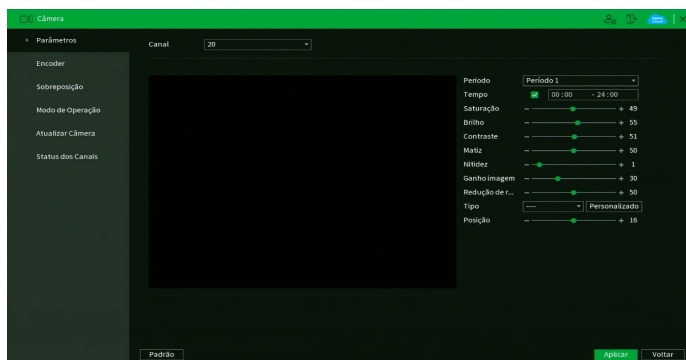 Câmera
Parâmetros
Encoder
Sobreposição
Modo de Operação
Atualizar Câmera
Status dos Canais
Canal 20
Período Período 1
Tempo 00:00 - 24:00
Saturação - + 49
Brilho - + 55
Contraste - + 51
Matiz - + 50
Nitidez - + 1
Ganho imagem - + 30
Redução de r... - + 50
Tipo ---- Personalizado
Posição - + 16
Padrão Aplicar Voltar